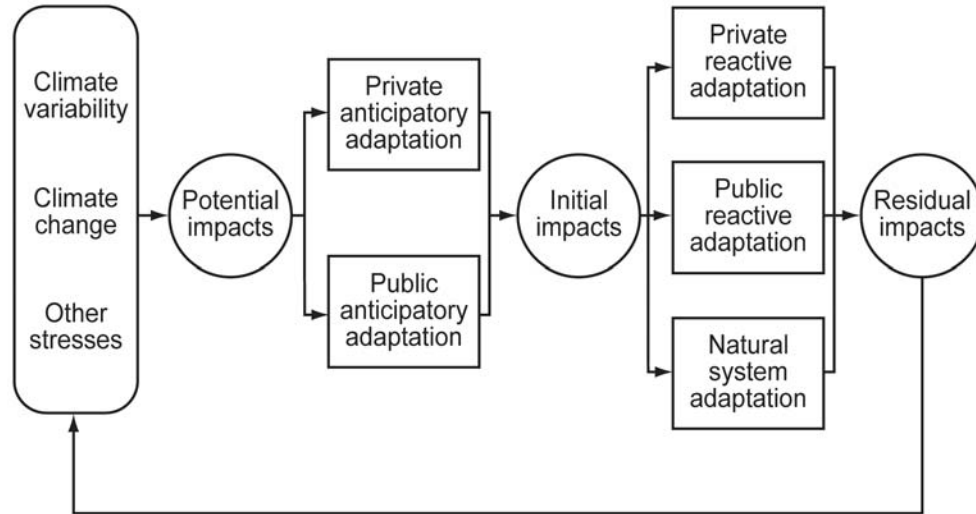 Climate
variability
Climate
change
Other
stresses
Potential
impacts
Private
anticipatory
adaptation
Public
anticipatory
adaptation
Initial
impacts
Private
reactive
adaptation
Public
reactive
adaptation
Natural
system
adaptation
Residual
impacts